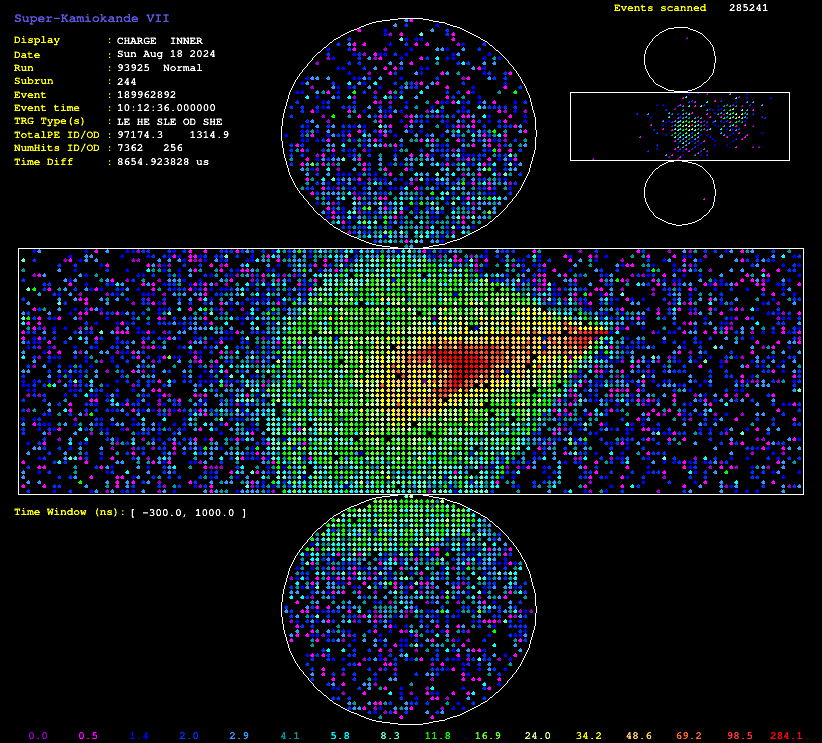 Super-Kamiokande VII
Events scanned 285241
Display : CHARGE INNER
Date : Sun Aug 18 2024
Run : 93925 Normal
Subrun : 244
Event : 189962892
Event time : 10:12:36.000000
TRG Type(s) : LE HE SLE OD SHE
TotalPE ID/OD : 97174.3 1314.9
NumHits ID/OD : 7362 256
Time Diff : 8654.923828 us
Time Window (ns): [ -300.0, 1000.0 ]
0.0 0.5 1.4 2.0 2.9 4.1 5.8 8.3 11.8 16.9 24.0 34.2 48.6 69.2 98.5 284.1